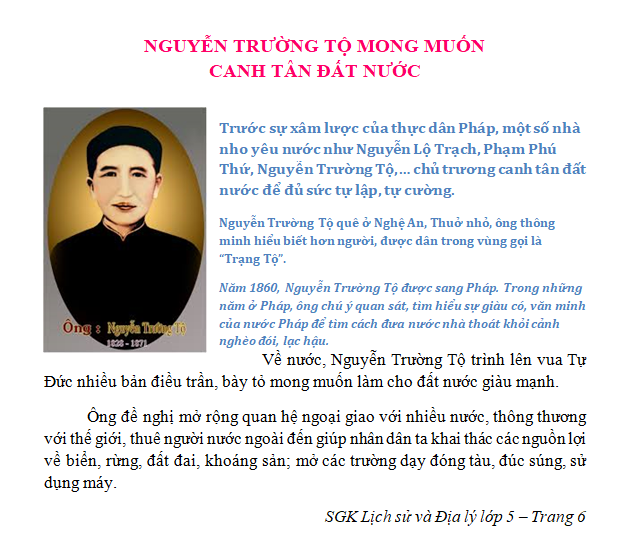 NGUYỄN TRƯỜNG TỘ MONG MUỐN
CANH TÂN ĐẤT NƯỚC
Trước sự xâm lược của thực dân Pháp, một số nhà
nho yêu nước như Nguyễn Lộ Trạch, Phạm Phú
Thứ, Nguyễn Trường Tộ,... chủ trương canh tân đất
nước để đủ sức tự lập, tự cường.
Nguyễn Trường Tộ quê ở Nghệ An, Thuở nhỏ, ông thông
minh hiểu biết hơn người, được dân trong vùng gọi là
“Trạng Tộ”.
Năm 1860, Nguyễn Trường Tộ được sang Pháp. Trong những
năm ở Pháp, ông chú ý quan sát, tìm hiểu sự giàu có, văn minh
của nước Pháp để tìm cách đưa nước nhà thoát khỏi cảnh
nghèo đói, lạc hậu.
Ông : Nguyễn Trường Tộ
1828 - 1871
Về nước, Nguyễn Trường Tộ trình lên vua Tự
Đức nhiều bản điều trần, bày tỏ mong muốn làm cho đất nước giàu mạnh.
Ông đề nghị mở rộng quan hệ ngoại giao với nhiều nước, thông thương
với thế giới, thuê người nước ngoài đến giúp nhân dân ta khai thác các nguồn lợi
về biển, rừng, đất đai, khoáng sản; mở các trường dạy đóng tàu, đúc súng, sử
dụng máy.
SGK Lịch sử và Địa lý lớp 5 – Trang 6